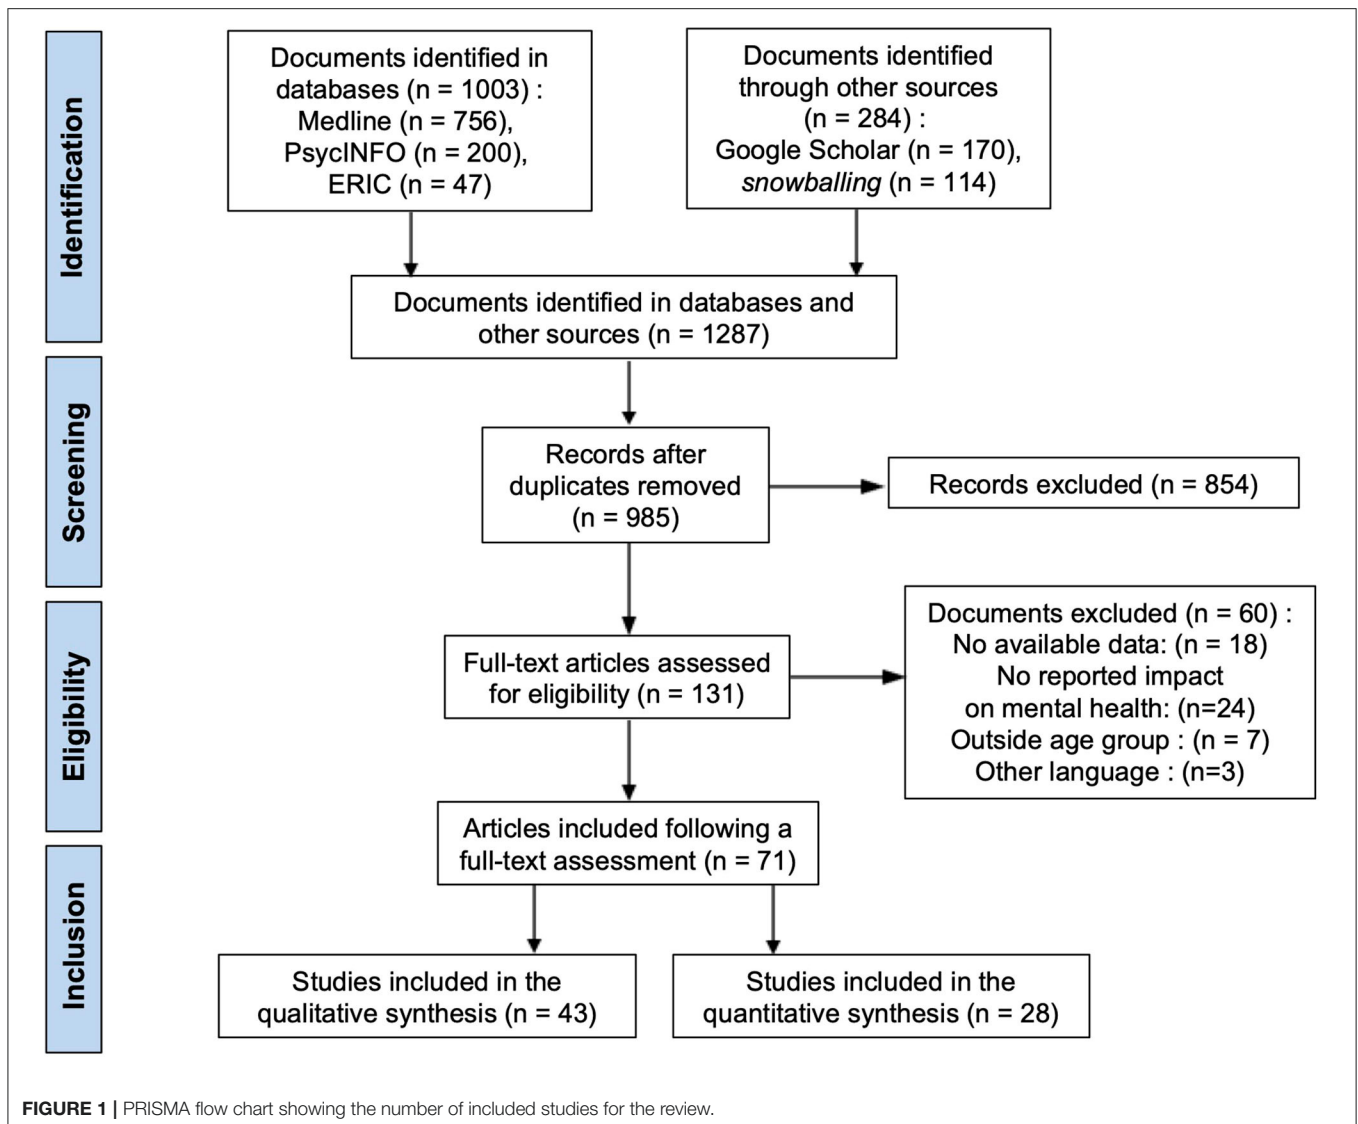 Identification
Documents identified in
databases (n = 1003) :
Medline (n = 756),
PsycINFO (n = 200),
ERIC (n = 47)
Documents identified
through other sources
(n = 284) :
Google Scholar (n = 170),
snowballing (n = 114)
Documents identified in databases and
other sources (n = 1287)
Screening
Records after
duplicates removed
(n = 985)
Records excluded (n = 854)
Eligibility
Full-text articles assessed
for eligibility (n = 131)
Documents excluded (n = 60) :
No available data: (n = 18)
No reported impact
on mental health: (n=24)
Outside age group : (n = 7)
Other language : (n=3)
Articles included following a
full-text assessment (n = 71)
Inclusion
Studies included in the
qualitative synthesis (n = 43)
Studies included in the
quantitative synthesis (n = 28)
FIGURE 1 | PRISMA flow chart showing the number of included studies for the review.